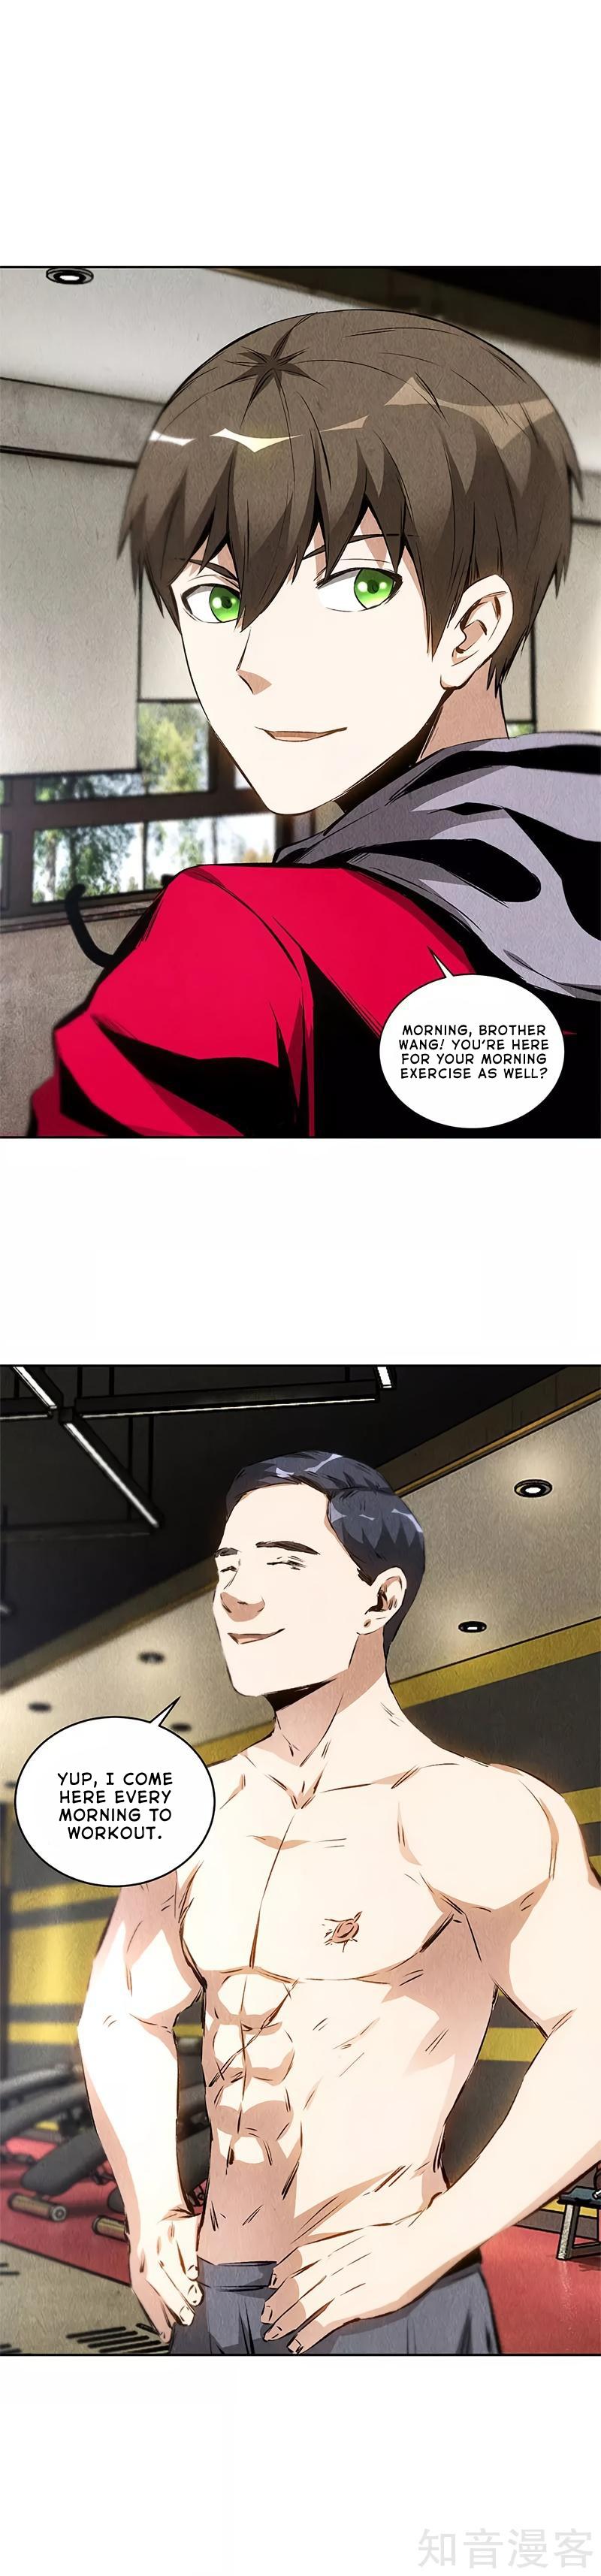 MORNING, BROTHER
WANG! YOU'RE HERE
FOR YOUR MORNING
EXERCISE AS WELL?
YUP, I COME
HERE EVERY
MORNING TO
WORKOUT.
知音漫客